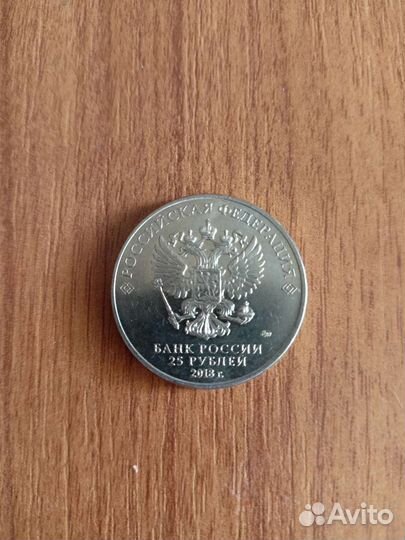 РОССИЙСКАЯ ФЕДЕРАЦИЯ
БАНК РОССИИ
25 РУБЛЕЙ
2018 г.
Avito